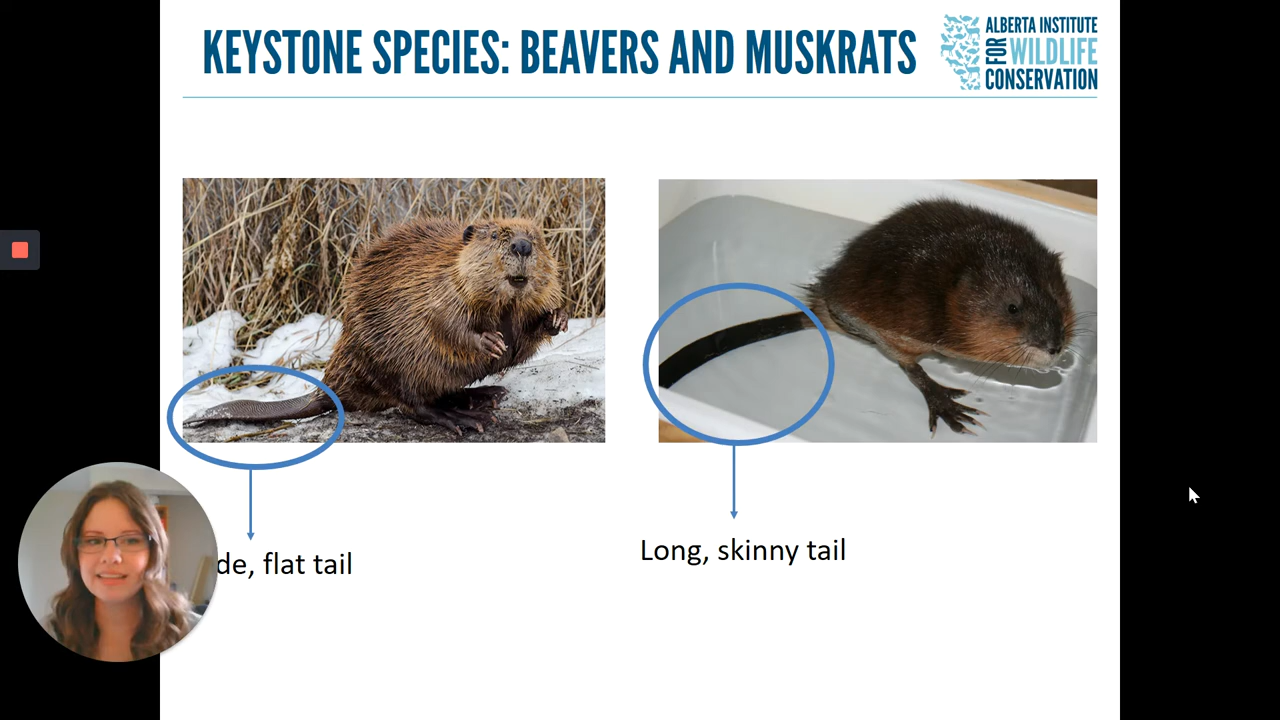 KEYSTONE SPECIES: BEAVERS AND MUSKRATS
ALBERTA INSTITUTE
FOR WILDLIFE
CONSERVATION
de, flat tail
Long, skinny tail